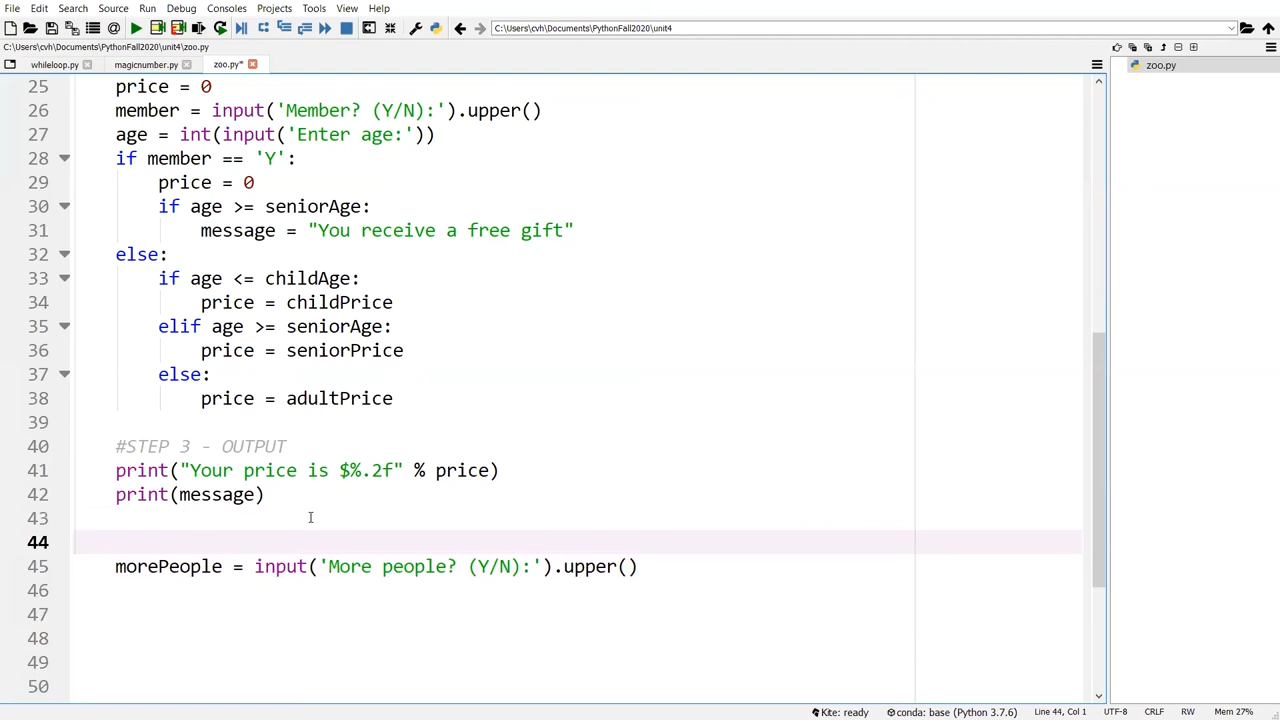 File Edit Search Source Run Debug Consoles Projects Tools View Help
C:\Users\cvh\Documents\PythonFall2020\unit4
C:\Users\cvh\Documents\PythonFall2020\unit4\zoo.py
whileloop.py magicnumber.py zoo.py* zoo.py
25 price = 0
26 member = input('Member? (Y/N):').upper()
27 age = int(input('Enter age:'))
28 if member == 'Y':
29 price = 0
30 if age >= seniorAge:
31 message = "You receive a free gift"
32 else:
33 if age <= childAge:
34 price = childPrice
35 elif age >= seniorAge:
36 price = seniorPrice
37 else:
38 price = adultPrice
39
40 #STEP 3 - OUTPUT
41 print("Your price is $%.2f" % price)
42 print(message)
43
44
45 morePeople = input('More people? (Y/N):').upper()
46
47
48
49
50
Kite: ready conda: base (Python 3.7.6) Line 44, Col 1 UTF-8 CRLF RW Mem 27%